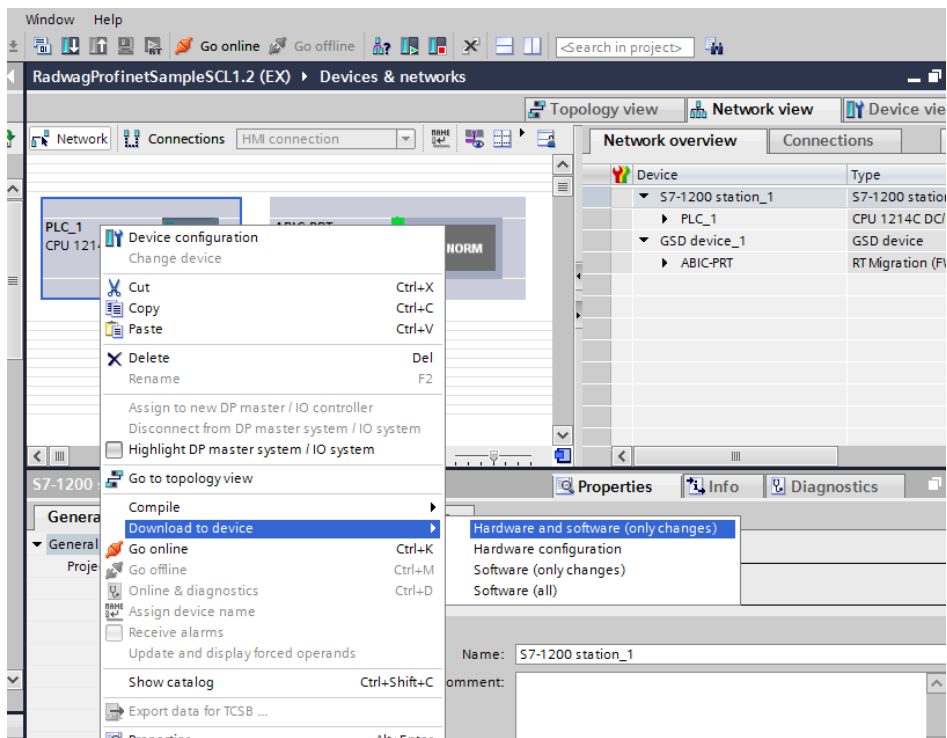 Window Help
Go online Go offline <Search in project>
RadwagProfinetSampleSCL1.2 (EX) ▸ Devices & networks
Topology view Network view Device vie
Network Connections HMI connection
Network overview Connections
Device Type
S7-1200 station_1 S7-1200 station
PLC_1 CPU 1214C DC/
GSD device_1 GSD device
ABIC-PRT RT Migration (FW
PLC_1
CPU 121
NORM
Device configuration
Change device
Cut Ctrl+X
Copy Ctrl+C
Paste Ctrl+V
Delete Del
Rename F2
Assign to new DP master / IO controller
Disconnect from DP master system / IO system
Highlight DP master system / IO system
Go to topology view
Compile
Download to device
Go online Ctrl+K
Go offline Ctrl+M
Online & diagnostics Ctrl+D
Assign device name
Receive alarms
Update and display forced operands
Show catalog Ctrl+Shift+C
Export data for TCSB ...
Hardware and software (only changes)
Hardware configuration
Software (only changes)
Software (all)
S7-1200
Properties Info Diagnostics
Genera
General
Proje
Name: S7-1200 station_1
omment: